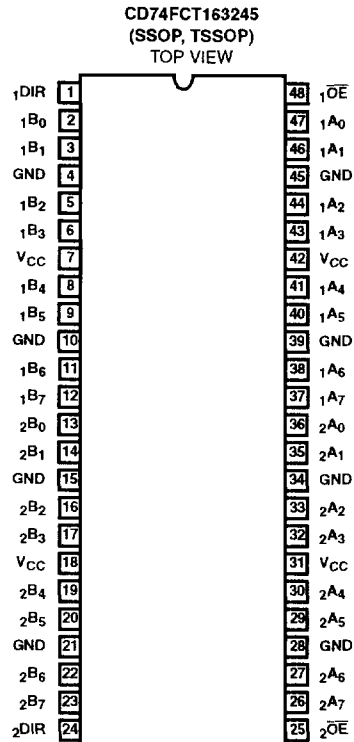 CD74FCT163245
(SSOP, TSSOP)
TOP VIEW
1DIR 1 48 1O̅E̅
1B0 2 47 1A0
1B1 3 46 1A1
GND 4 45 GND
1B2 5 44 1A2
1B3 6 43 1A3
VCC 7 42 VCC
1B4 8 41 1A4
1B5 9 40 1A5
GND 10 39 GND
1B6 11 38 1A6
1B7 12 37 1A7
2B0 13 36 2A0
2B1 14 35 2A1
GND 15 34 GND
2B2 16 33 2A2
2B3 17 32 2A3
VCC 18 31 VCC
2B4 19 30 2A4
2B5 20 29 2A5
GND 21 28 GND
2B6 22 27 2A6
2B7 23 26 2A7
2DIR 24 25 2O̅E̅